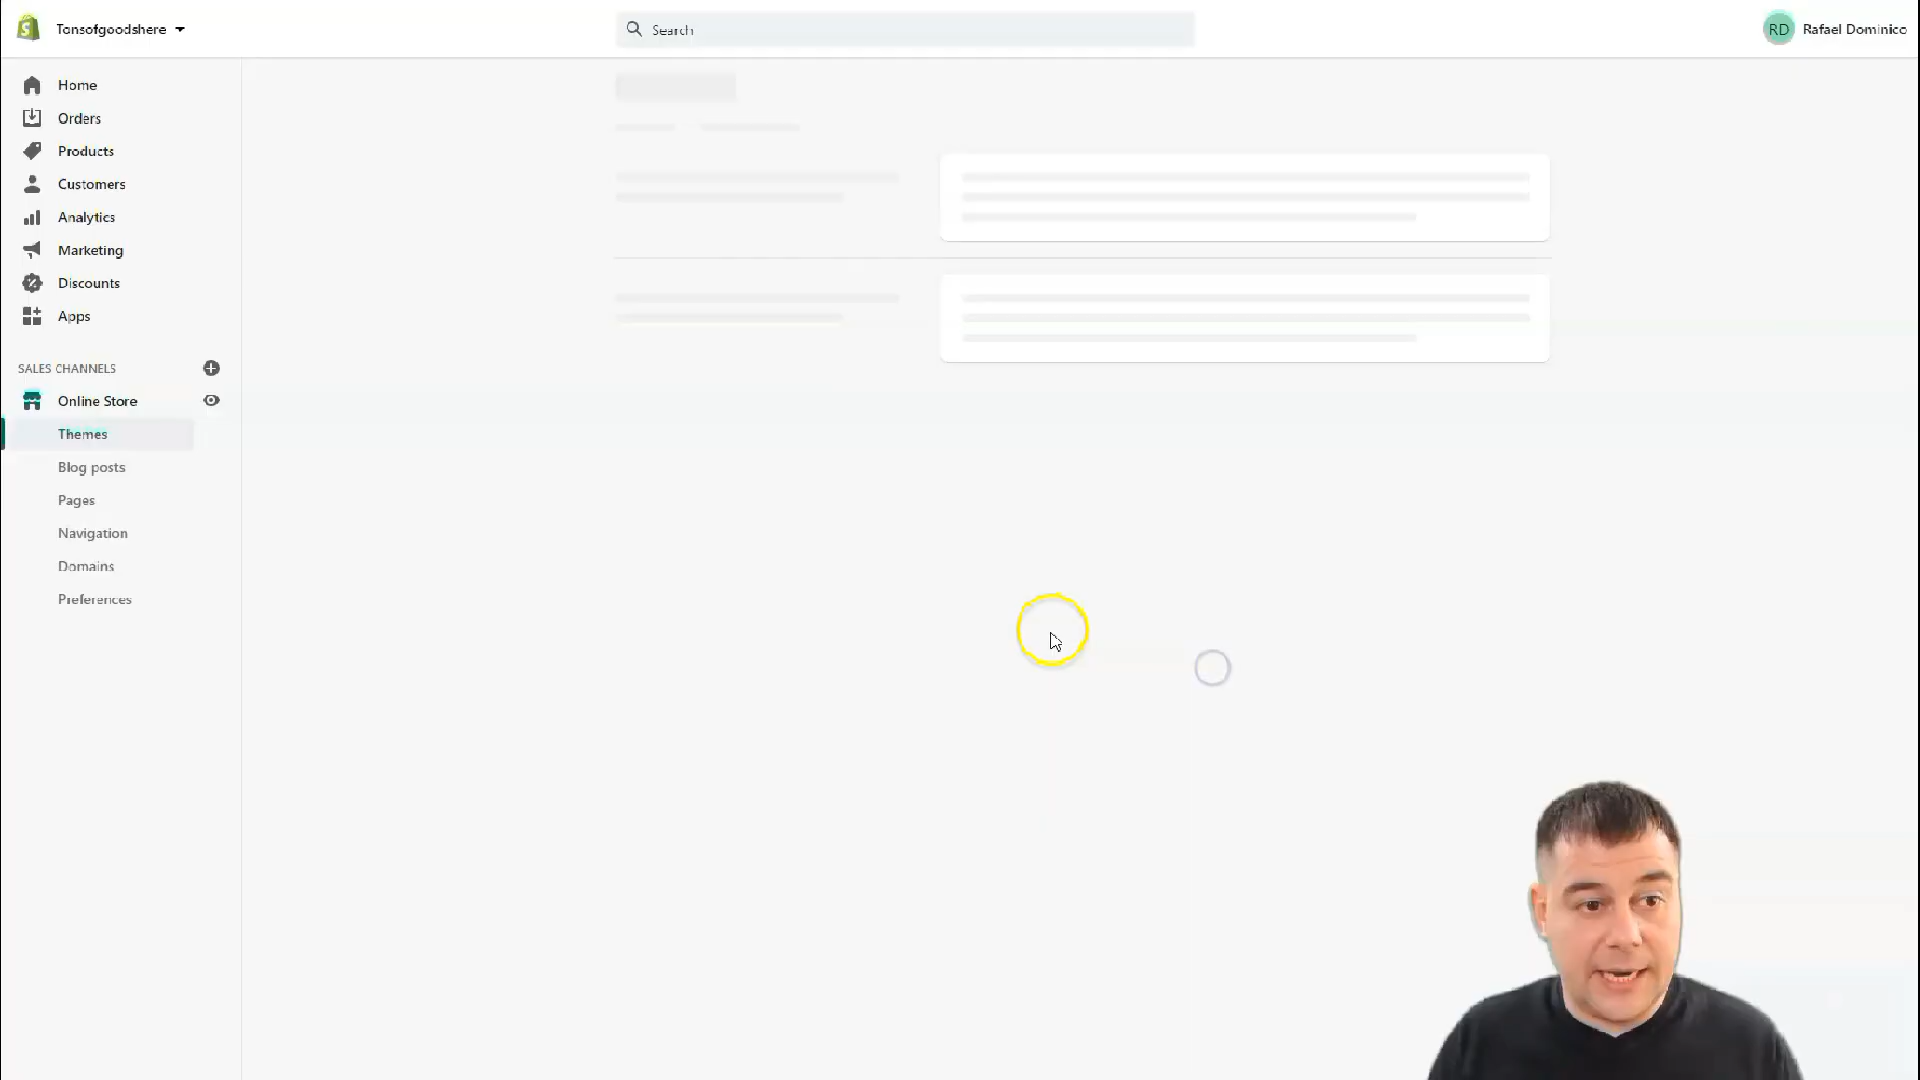 Tonsofgoodshere
Search
RD Rafael Dominico
Home
Orders
Products
Customers
Analytics
Marketing
Discounts
Apps
SALES CHANNELS
Online Store
Themes
Blog posts
Pages
Navigation
Domains
Preferences